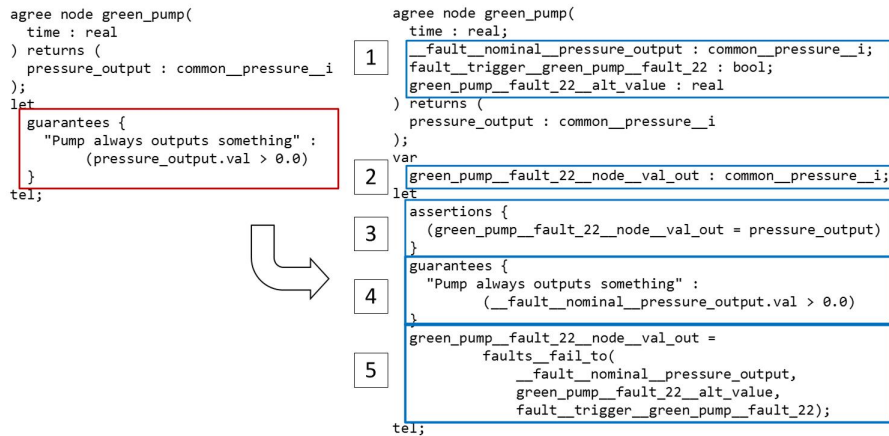 agree node green_pump(
time : real
) returns (
pressure_output : common__pressure__i
);
let
guarantees {
"Pump always outputs something" :
(pressure_output.val > 0.0)
}
tel;
agree node green_pump(
time : real;
1
__fault__nominal__pressure_output : common__pressure__i;
fault__trigger__green_pump__fault_22 : bool;
green_pump__fault_22__alt_value : real
) returns (
pressure_output : common__pressure__i
);
var
2
green_pump__fault_22__node__val_out : common__pressure__i;
let
3
assertions {
(green_pump__fault_22__node__val_out = pressure_output)
}
4
guarantees {
"Pump always outputs something" :
(__fault__nominal__pressure_output.val > 0.0)
}
5
green_pump__fault_22__node__val_out =
faults__fail_to(
__fault__nominal__pressure_output,
green_pump__fault_22__alt_value,
fault__trigger__green_pump__fault_22);
tel;